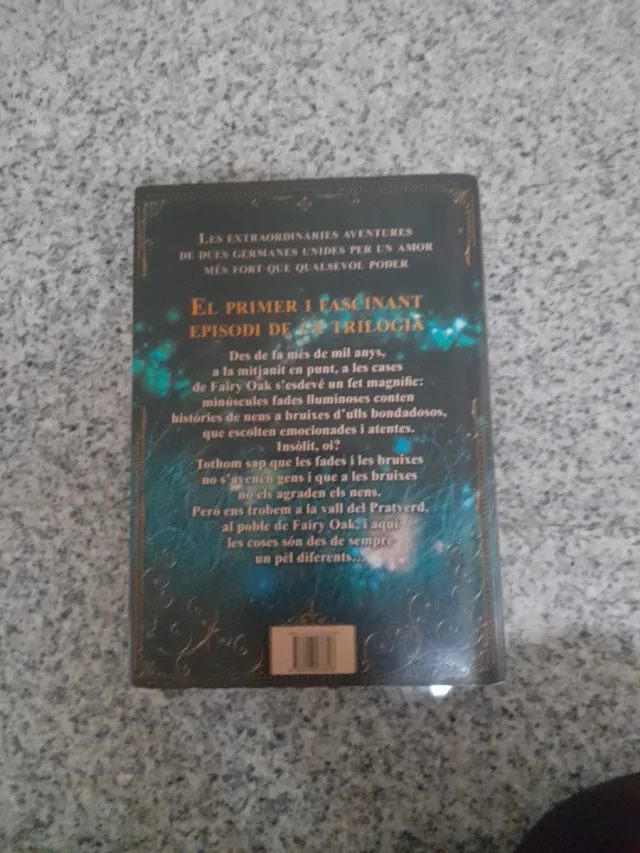 LES EXTRAORDINÀRIES AVENTURES
DE DUES GERMANES UNIDES PER UN AMOR
MÉS FORT QUE QUALSEVOL PODER
EL PRIMER I FASCINANT
EPISODI DE LA TRILOGIA
Des de fa més de mil anys,
a la mitjanit en punt, a les cases
de Fairy Oak s'esdevé un fet magnífic:
minúscules fades lluminoses conten
històries de nens a bruixes d'ulls bondadosos,
que escolten emocionades i atentes.
Insòlit, oi?
Tothom sap que les fades i les bruixes
no s'avenen gens i que a les bruixes
no els agraden els nens.
Però ens trobem a la vall del Pratverd,
al poble de Fairy Oak, i aquí
les coses són des de sempre
un pèl diferents...